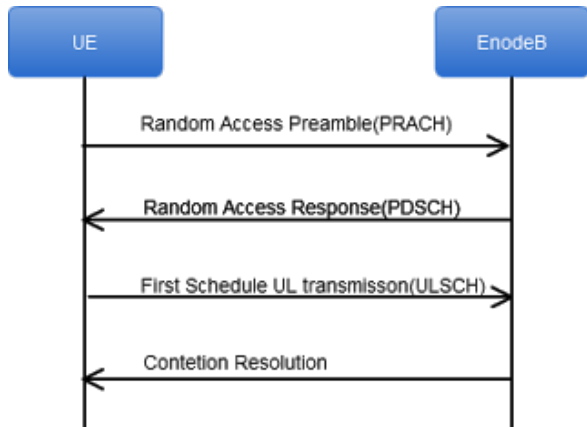 UE
EnodeB
Random Access Preamble(PRACH)
Random Access Response(PDSCH)
First Schedule UL transmisson(ULSCH)
Contetion Resolution